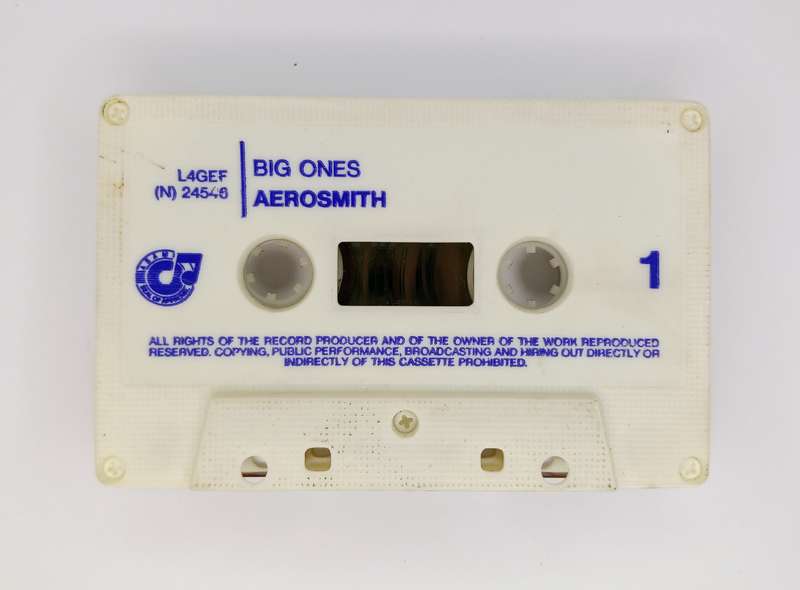 L4GEF
(N) 24546
BIG ONES
AEROSMITH
1
ALL RIGHTS OF THE RECORD PRODUCER AND OF THE OWNER OF THE WORK REPRODUCED
RESERVED. COPYING, PUBLIC PERFORMANCE, BROADCASTING AND HIRING OUT DIRECTLY OR
INDIRECTLY OF THIS CASSETTE PROHIBITED.